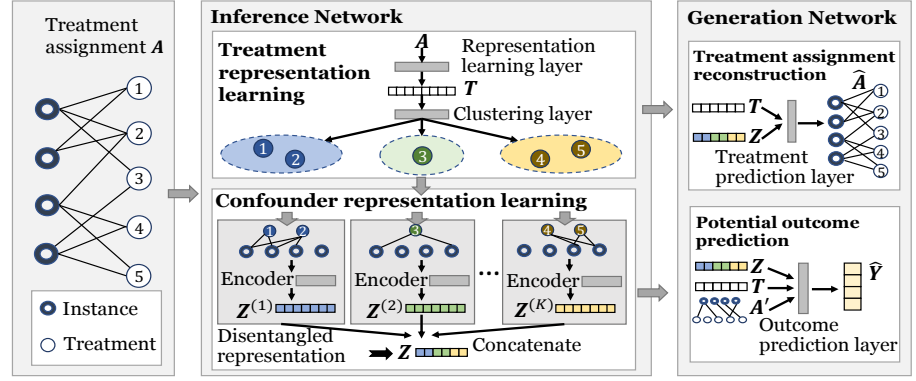 Treatment
assignment A
1
2
3
4
5
Instance
Treatment
Inference Network
Treatment
representation
learning
A
Representation
learning layer
T
Clustering layer
1
2
3
4
5
Confounder representation learning
1
2
3
4
5
Encoder
Encoder
...
Encoder
Z(1)
Z(2)
Z(K)
Disentangled
representation
Z
Concatenate
Generation Network
Treatment assignment
reconstruction
Â
T
Z
1
2
3
4
5
Treatment
prediction layer
Potential outcome
prediction
Z
T
A′
Ŷ
Outcome
prediction layer